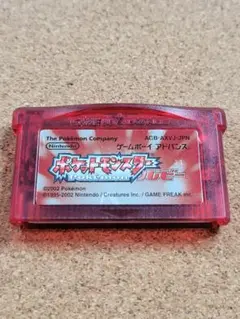 The Pokémon Company AGB-AXVJ-JPN
Nintendo ゲームボーイ アドバンス
ポケットモンスター
ルビー
©2002 Pokémon
©1995-2002 Nintendo / Creatures inc. / GAME FREAK inc.